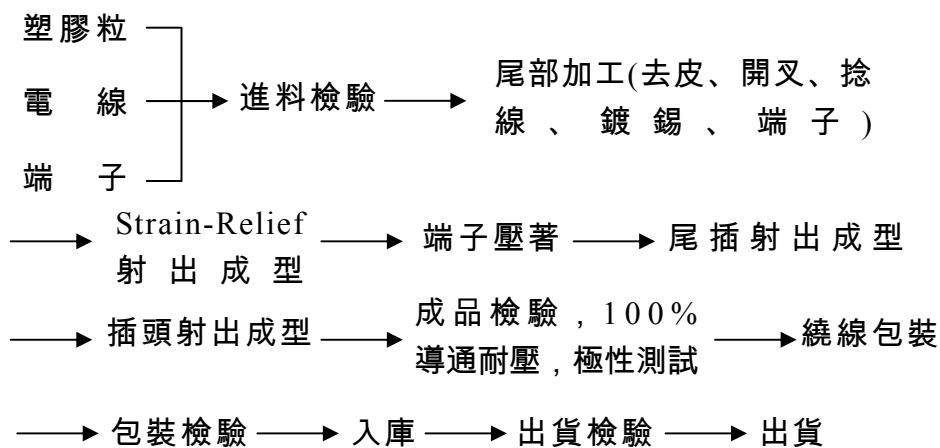 塑膠粒
電線
端子
進料檢驗
尾部加工(去皮、開叉、捻
線、鍍錫、端子)
Strain-Relief
射出成型
端子壓著
尾插射出成型
插頭射出成型
成品檢驗，100%
導通耐壓，極性測試
繞線包裝
包裝檢驗
入庫
出貨檢驗
出貨